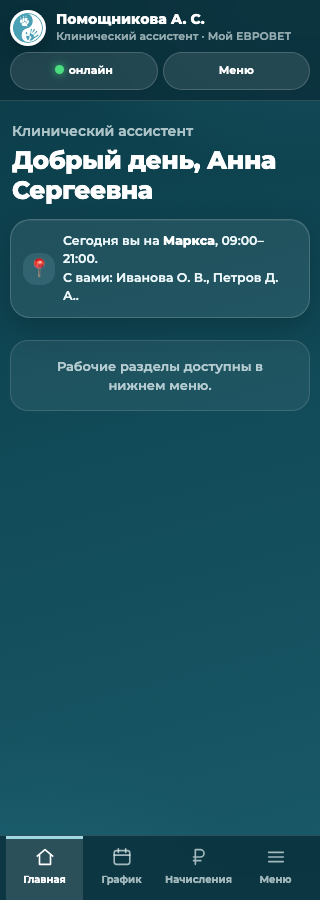 Помощникова А. С.
Клинический ассистент · Мой ЕВРОВЕТ
онлайн
Меню
Клинический ассистент
Добрый день, Анна
Сергеевна
Сегодня вы на Маркса, 09:00–
21:00.
С вами: Иванова О. В., Петров Д.
А..
Рабочие разделы доступны в
нижнем меню.
Главная
График
Начисления
Меню